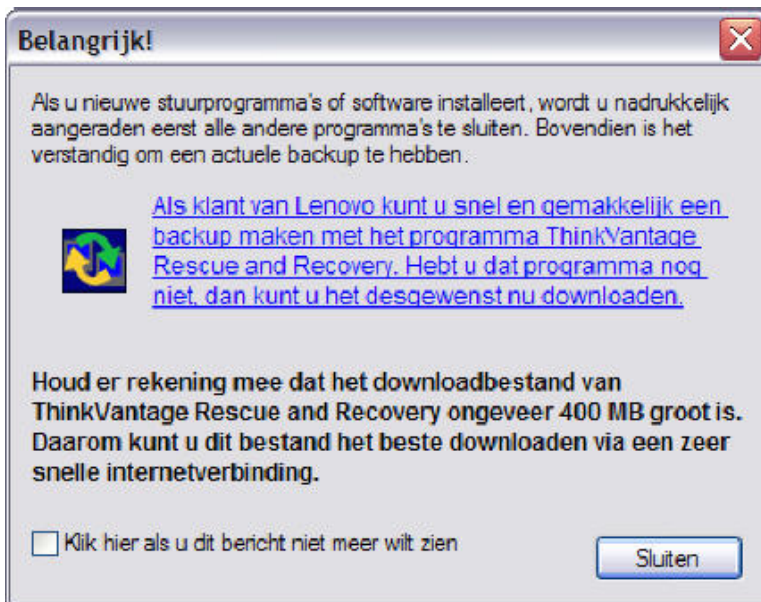 Belangrijk!
Als u nieuwe stuurprogramma's of software installeert, wordt u nadrukkelijk
aangeraden eerst alle andere programma's te sluiten. Bovendien is het
verstandig om een actuele backup te hebben.
Als klant van Lenovo kunt u snel en gemakkelijk een
backup maken met het programma ThinkVantage
Rescue and Recovery. Hebt u dat programma nog
niet, dan kunt u het desgewenst nu downloaden.
Houd er rekening mee dat het downloadbestand van
ThinkVantage Rescue and Recovery ongeveer 400 MB groot is.
Daarom kunt u dit bestand het beste downloaden via een zeer
snelle internetverbinding.
Klik hier als u dit bericht niet meer wilt zien
Sluiten